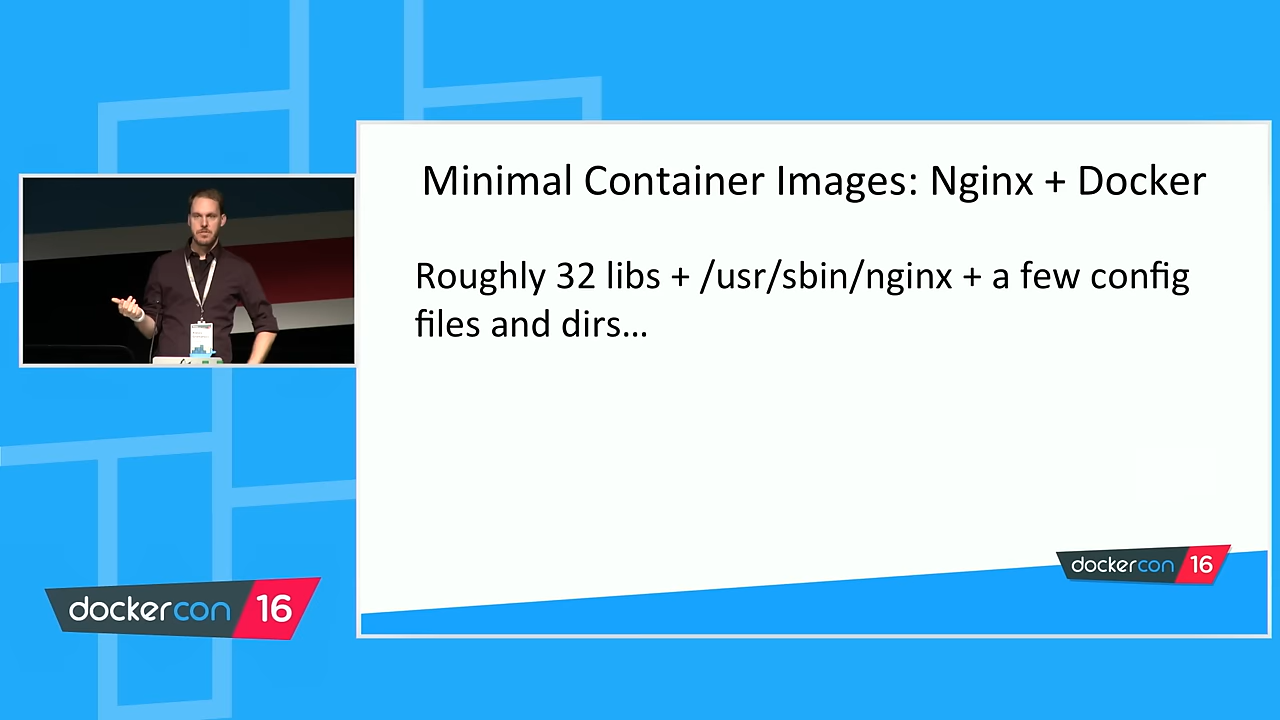 Minimal Container Images: Nginx + Docker
Roughly 32 libs + /usr/sbin/nginx + a few config
files and dirs…
dockercon 16
dockercon 16